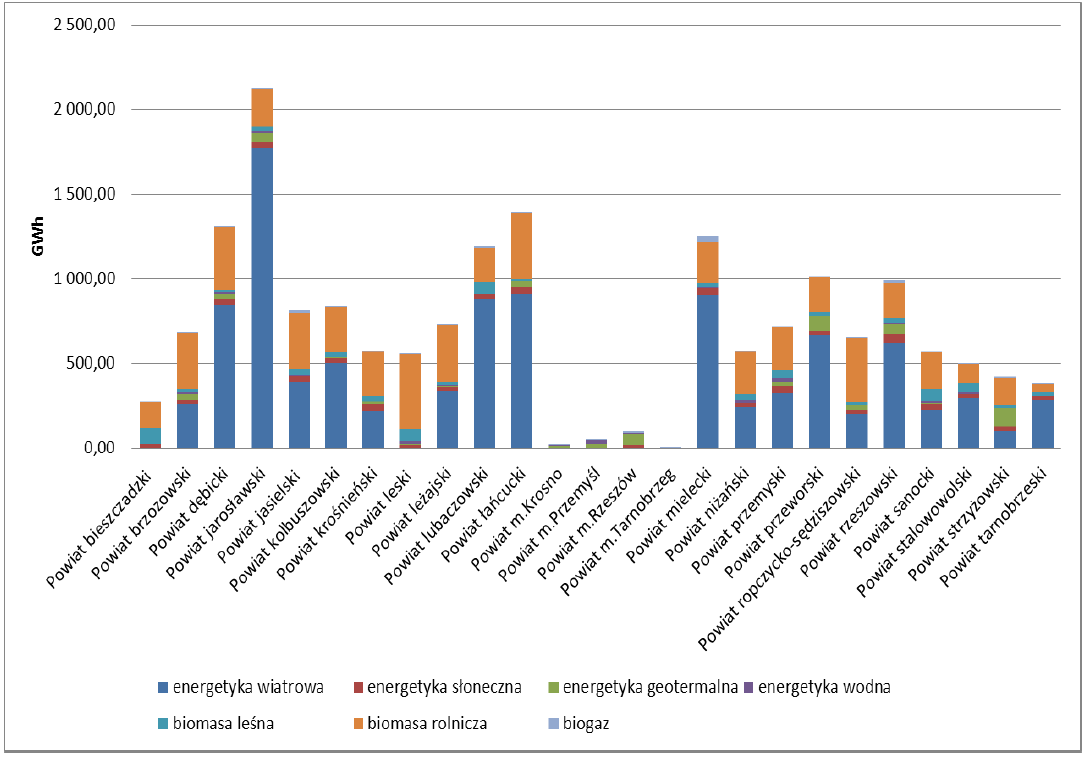 2 500,00
2 000,00
1 500,00
1 000,00
500,00
0,00
GWh
Powiat bieszczadzki
Powiat brzozowski
Powiat dębicki
Powiat jarosławski
Powiat jasielski
Powiat kolbuszowski
Powiat krośnieński
Powiat leski
Powiat leżajski
Powiat lubaczowski
Powiat łańcucki
Powiat m.Krosno
Powiat m.Przemyśl
Powiat m.Rzeszów
Powiat m.Tarnobrzeg
Powiat mielecki
Powiat niżański
Powiat przemyski
Powiat przeworski
Powiat ropczycko-sędziszowski
Powiat rzeszowski
Powiat sanocki
Powiat stalowowolski
Powiat strzyżowski
Powiat tarnobrzeski
energetyka wiatrowa energetyka słoneczna energetyka geotermalna energetyka wodna
biomasa leśna biomasa rolnicza biogaz